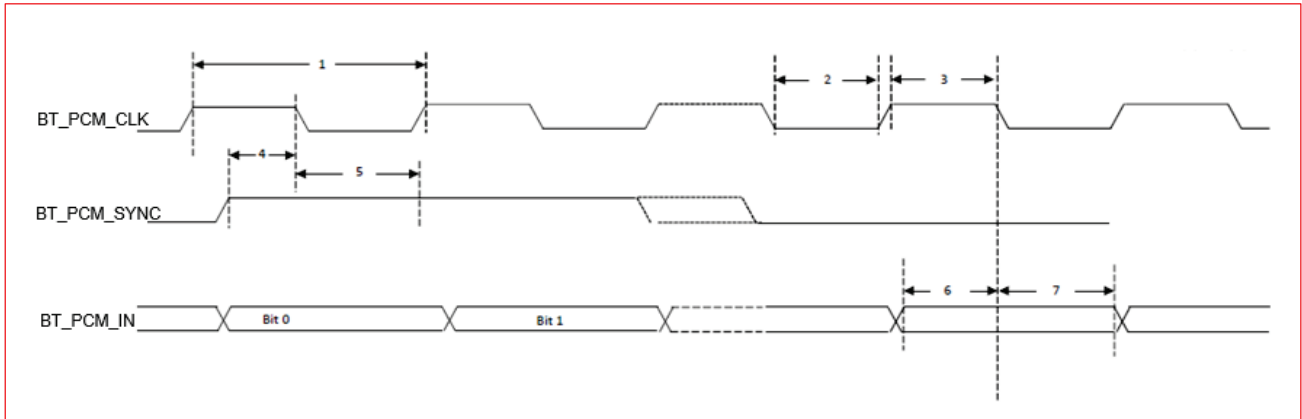 1
2
3
BT_PCM_CLK
4
5
BT_PCM_SYNC
6
7
BT_PCM_IN
Bit 0
Bit 1